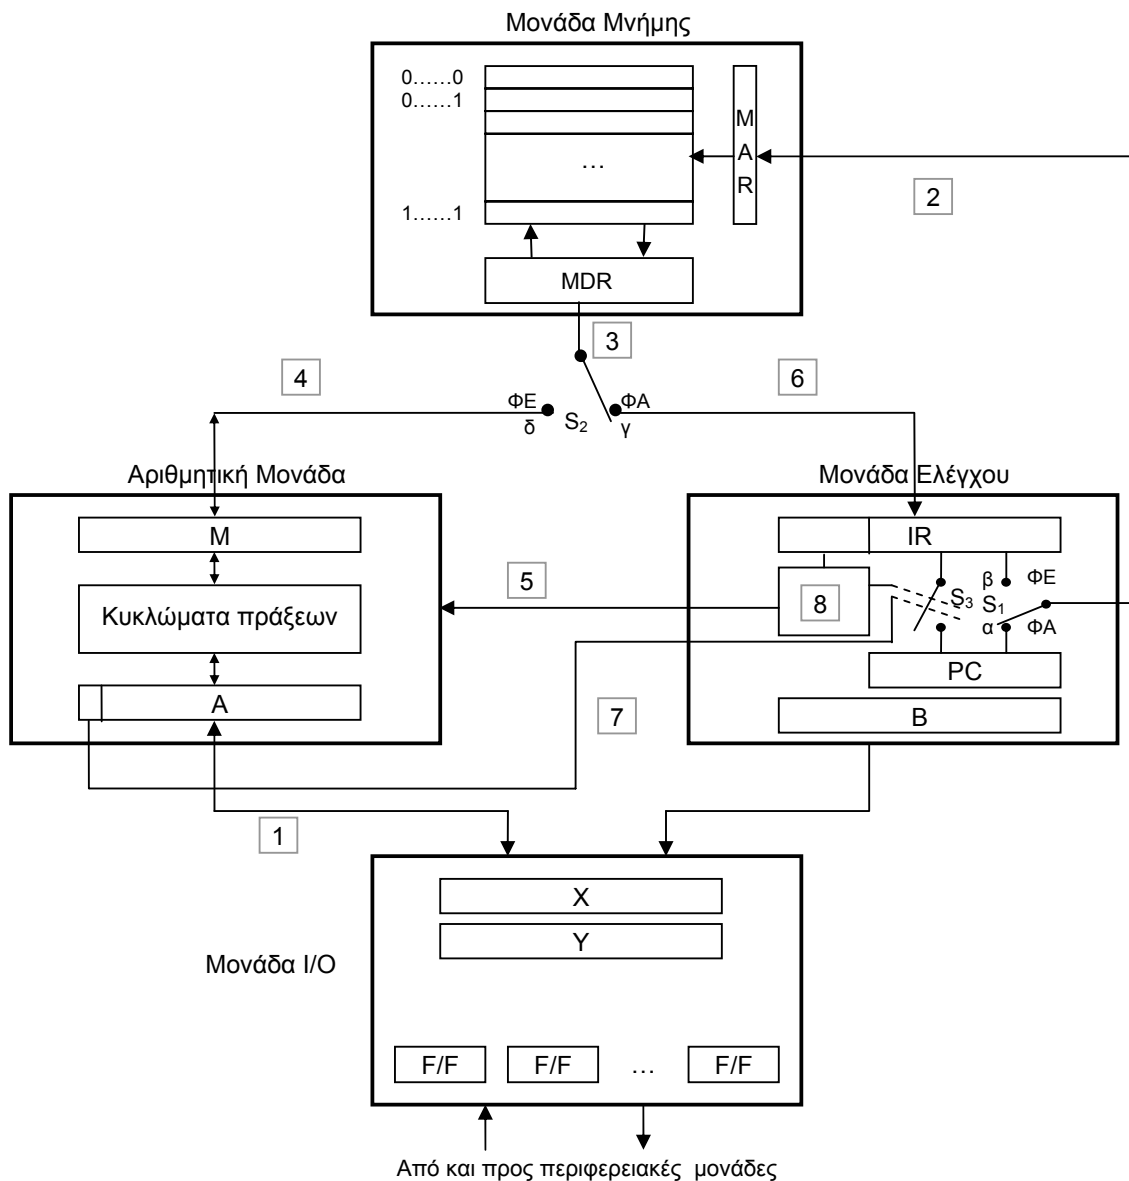 Μονάδα Μνήμης
0……0
0……1
…
1……1
M
A
R
2
MDR
3
4
6
ΦΕ
δ
S2
ΦΑ
γ
Αριθμητική Μονάδα
Μονάδα Ελέγχου
M
Κυκλώματα πράξεων
A
5
IR
8
S3
β
ΦΕ
S1
α
ΦΑ
PC
B
7
1
X
Y
Μονάδα I/O
F/F
F/F
…
F/F
Από και προς περιφερειακές μονάδες